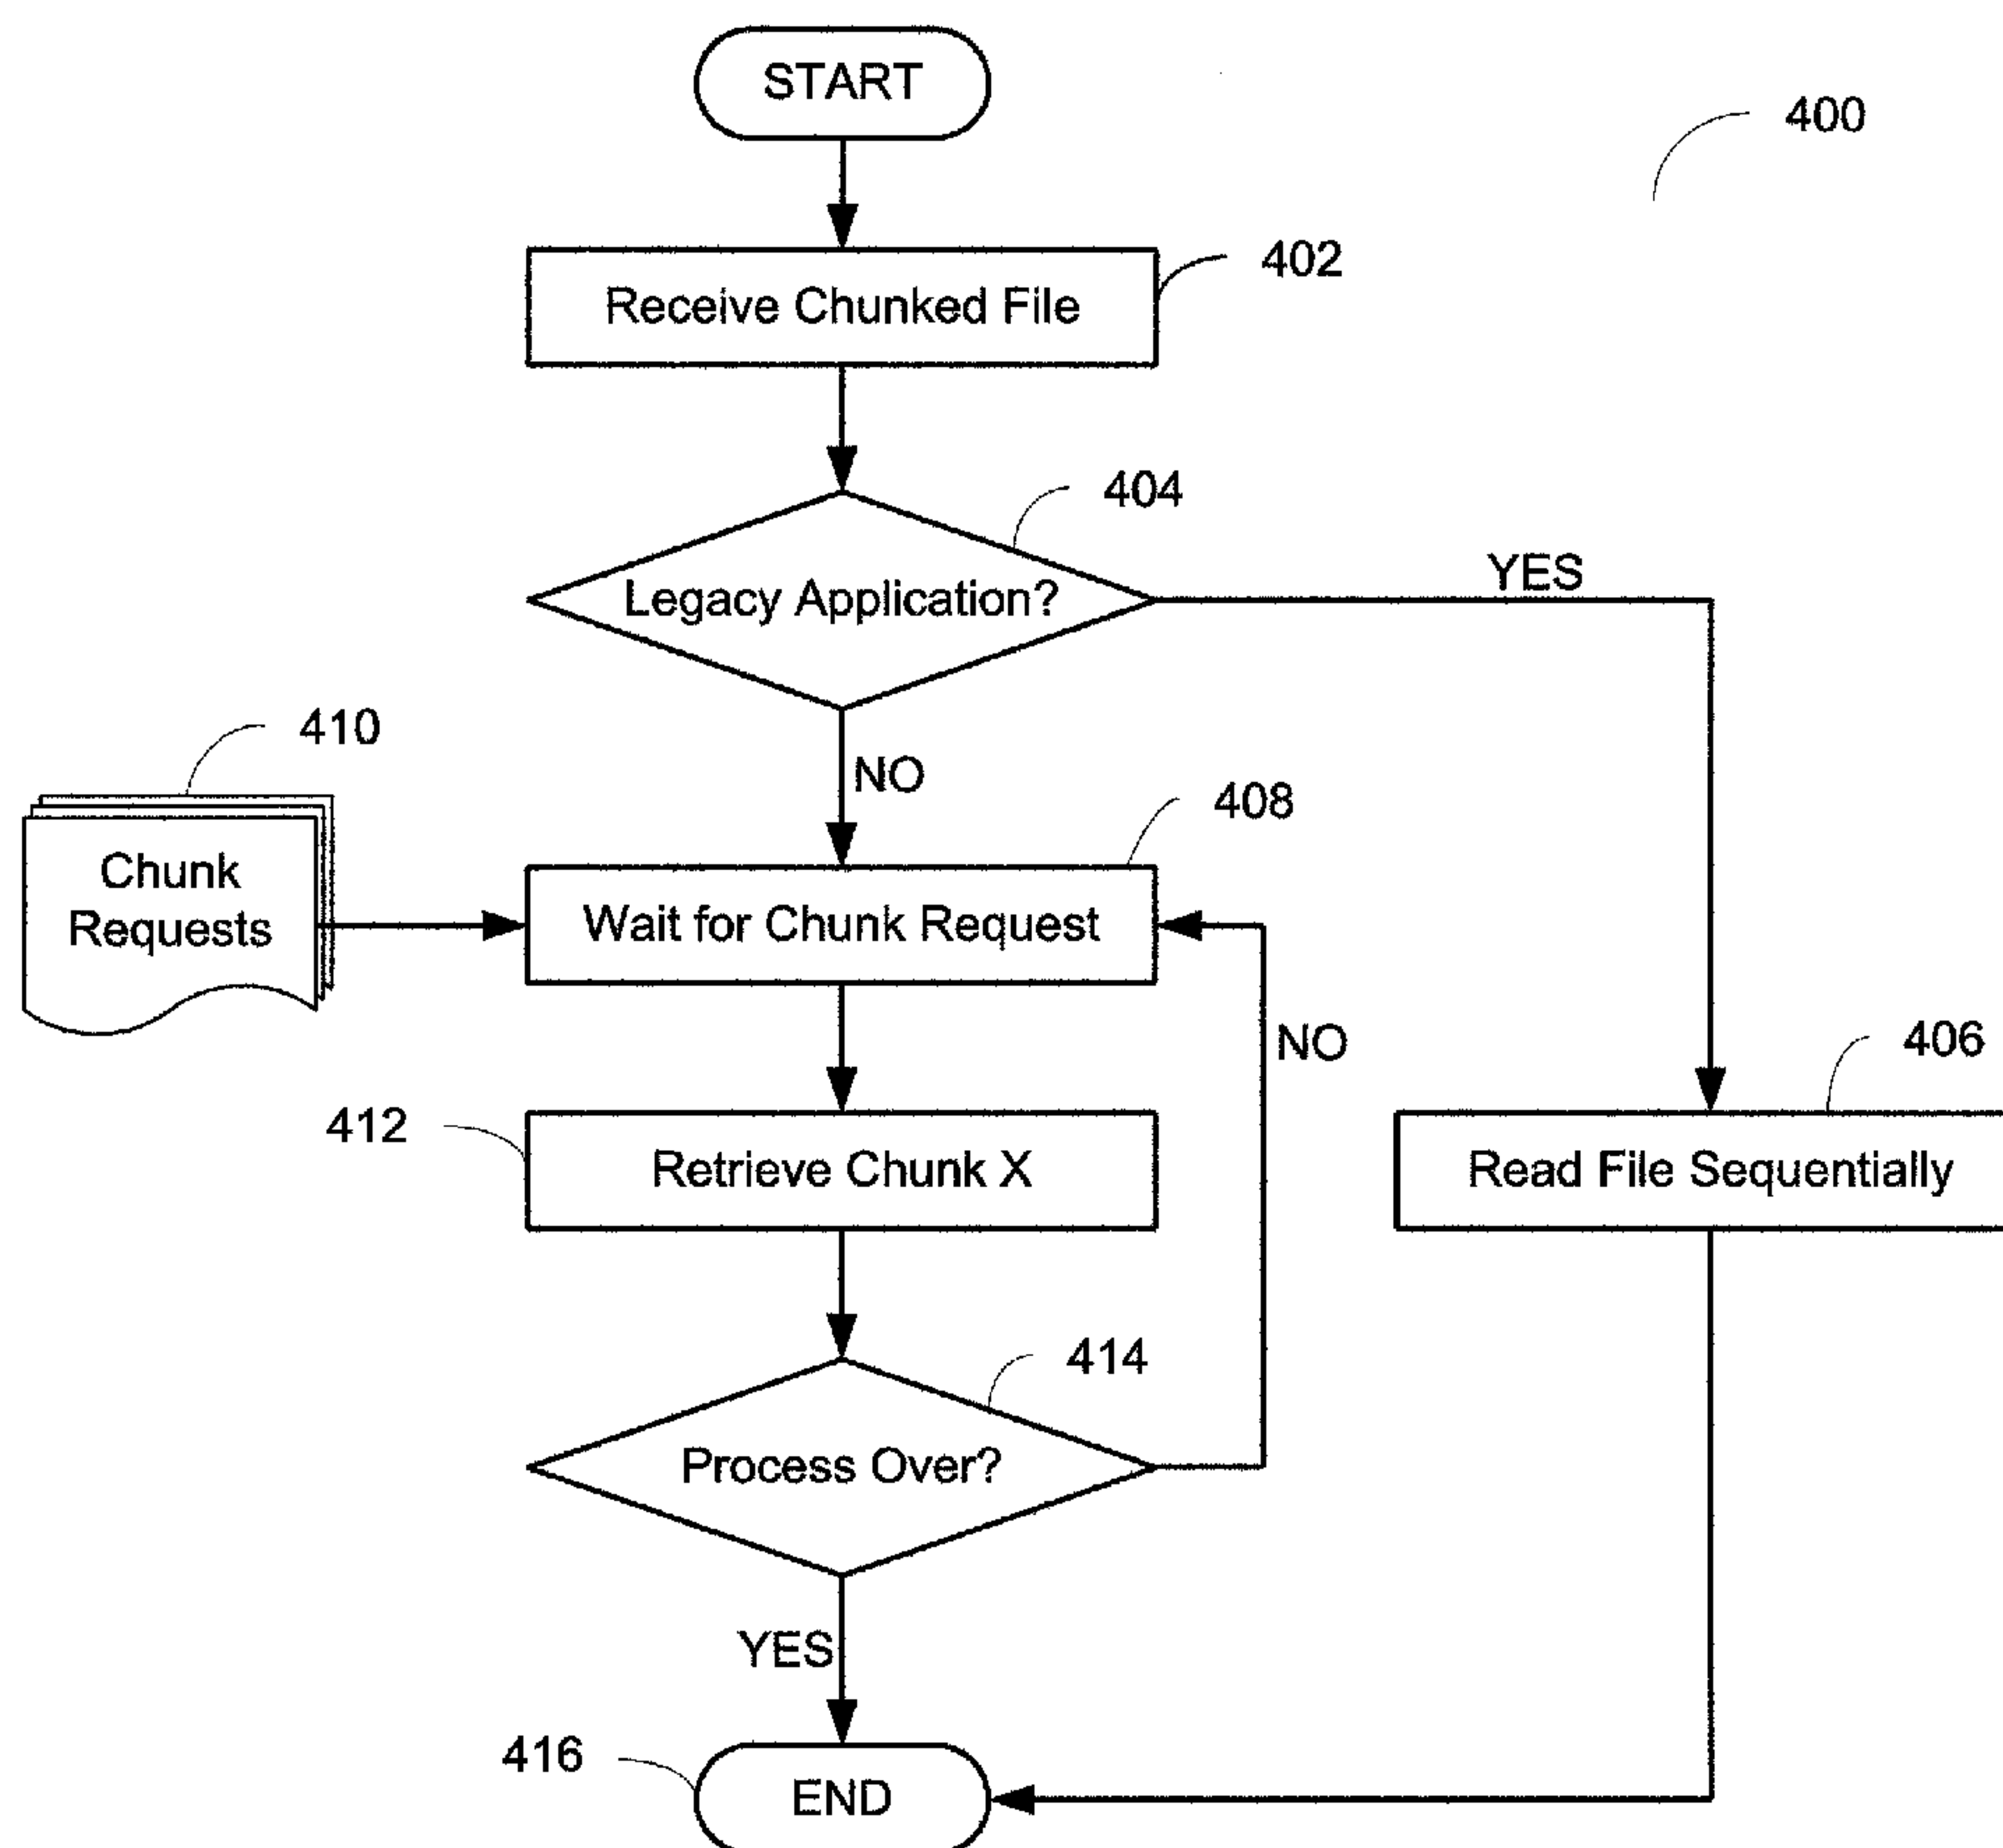 START
400
402
Receive Chunked File
404
Legacy Application?
YES
410
NO
408
Chunk
Requests
Wait for Chunk Request
NO
406
412
Retrieve Chunk X
Read File Sequentially
414
Process Over?
YES
416
END